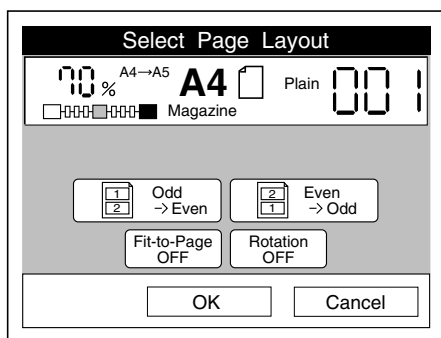 Select Page Layout
70 % A4→A5 A4 Plain 001
Magazine
1 2 Odd -> Even
2 1 Even -> Odd
Fit-to-Page OFF
Rotation OFF
OK Cancel